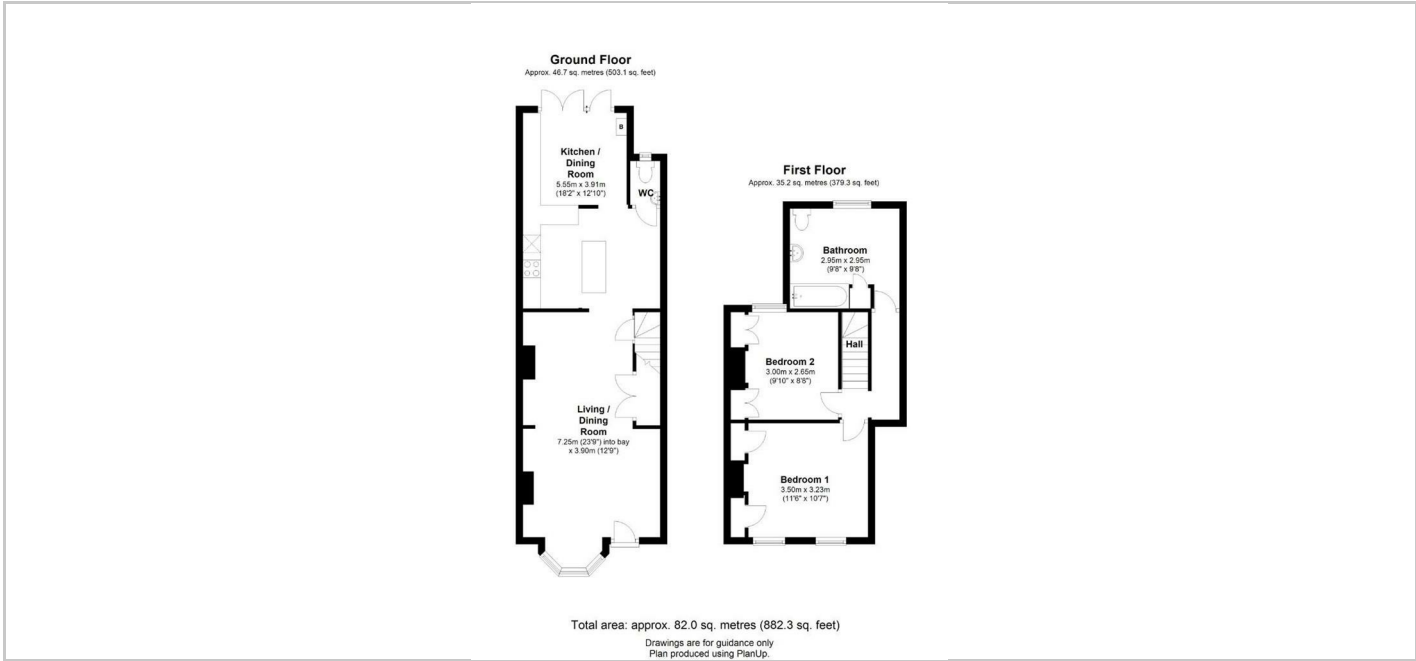 Ground Floor
Approx. 46.7 sq. metres (503.1 sq. feet)
B
Kitchen /
Dining
Room
5.55m x 3.91m
(18'2" x 12'10")
WC
Living /
Dining
Room
7.25m (23'9") into bay
x 3.90m (12'9")
First Floor
Approx. 35.2 sq. metres (379.3 sq. feet)
Bathroom
2.95m x 2.95m
(9'8" x 9'8")
Hall
Bedroom 2
3.00m x 2.65m
(9'10" x 8'8")
Bedroom 1
3.50m x 3.23m
(11'6" x 10'7")
Total area: approx. 82.0 sq. metres (882.3 sq. feet)
Drawings are for guidance only
Plan produced using PlanUp.